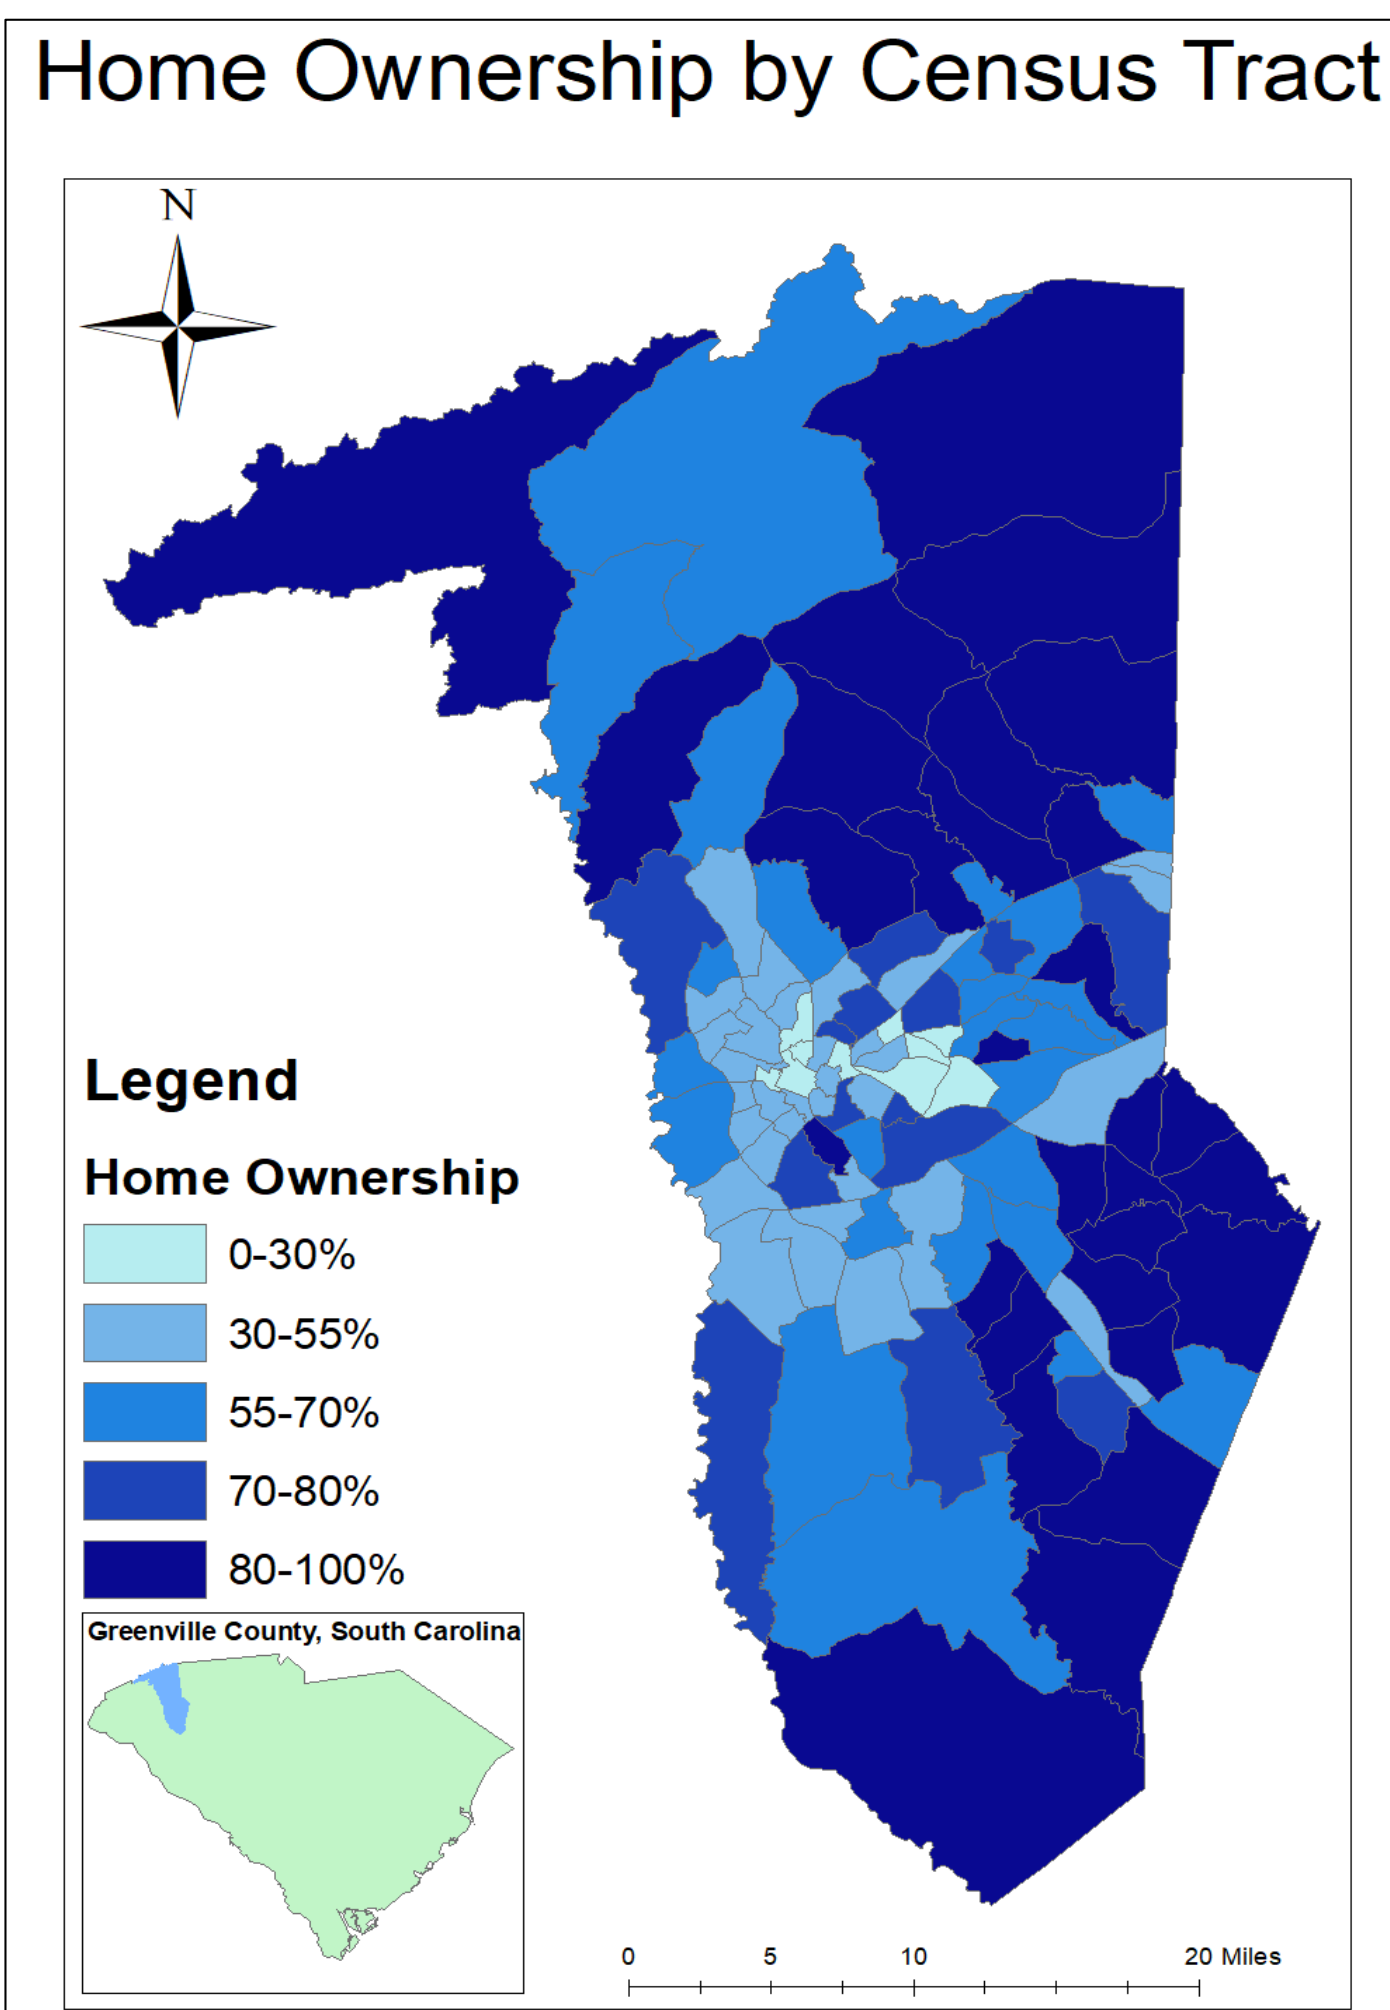 Home Ownership by Census Tract
N
Legend
Home Ownership
0-30%
30-55%
55-70%
70-80%
80-100%
Greenville County, South Carolina
0 5 10 20 Miles